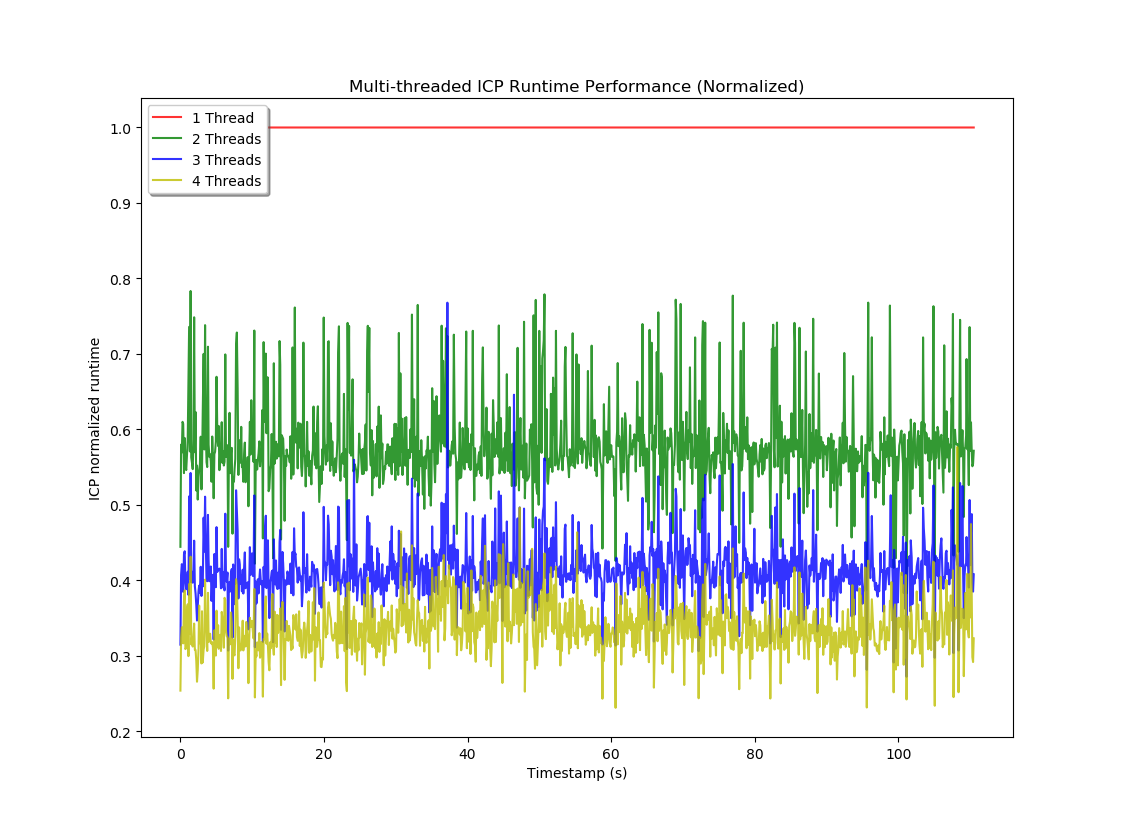 Multi-threaded ICP Runtime Performance (Normalized)
1 Thread
2 Threads
3 Threads
4 Threads
1.0
0.9
0.8
0.7
0.6
0.5
0.4
0.3
0.2
ICP normalized runtime
0
20
40
60
80
100
Timestamp (s)